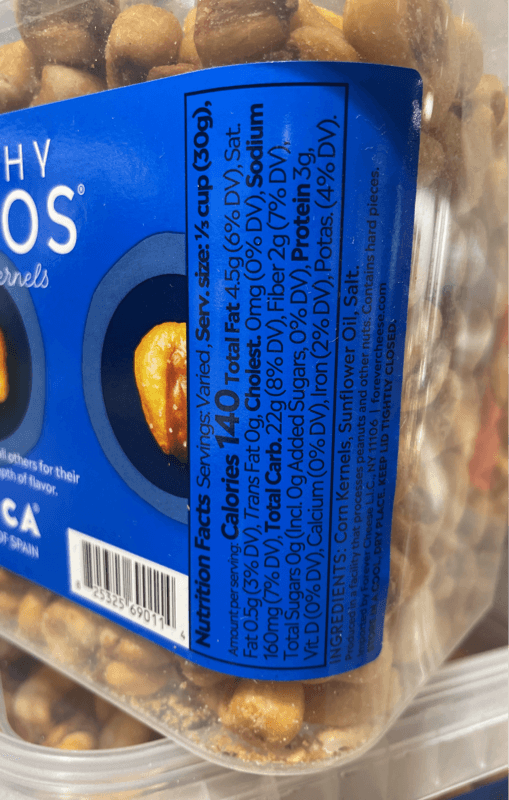 HY
OS®
ernels
all others for their
pth of flavor.
CA®
OF SPAIN
8 25325 69011 4
Nutrition Facts Servings: Varied, Serv. size: ⅓ cup (30g),
Amount per serving: Calories 140 Total Fat 4.5g (6% DV), Sat.
Fat 0.5g (3% DV), Trans Fat 0g, Cholest. 0mg (0% DV), Sodium
160mg (7% DV), Total Carb. 22g (8% DV), Fiber 2g (7% DV),
Total Sugars 0g (Incl. 0g Added Sugars, 0% DV), Protein 3g,
Vit. D (0% DV), Calcium (0% DV), Iron (2% DV), Potas. (4% DV).
INGREDIENTS: Corn Kernels, Sunflower Oil, Salt.
Produced in a facility that processes peanuts and other nuts. Contains hard pieces.
Cheese L.I.C., NY 11106 | forevercheese.com
COOL, DRY PLACE. KEEP LID TIGHTLY CLOSED.